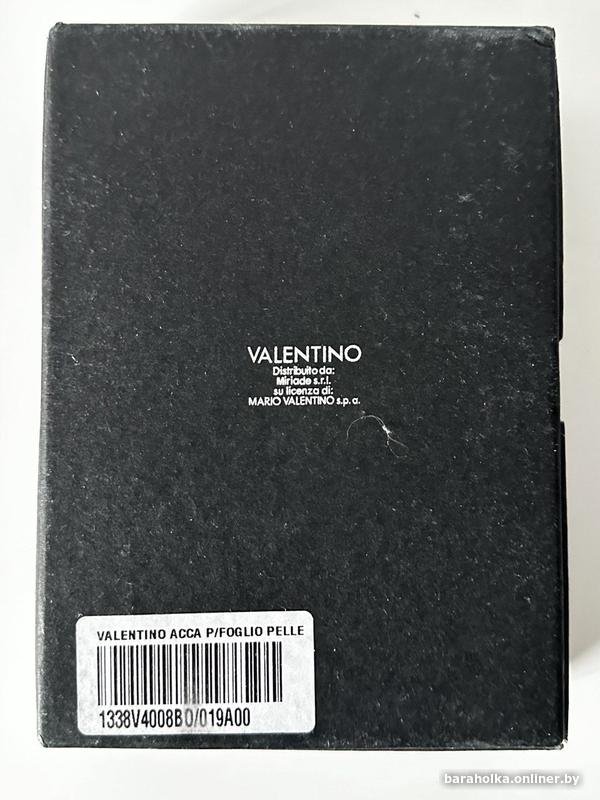 VALENTINO
Distribuito da:
Miriade s.r.l.
su licenza di:
MARIO VALENTINO s.p.a.
VALENTINO ACCA P/FOGLIO PELLE
1338V4008BO/019A00
baraholka.onliner.by